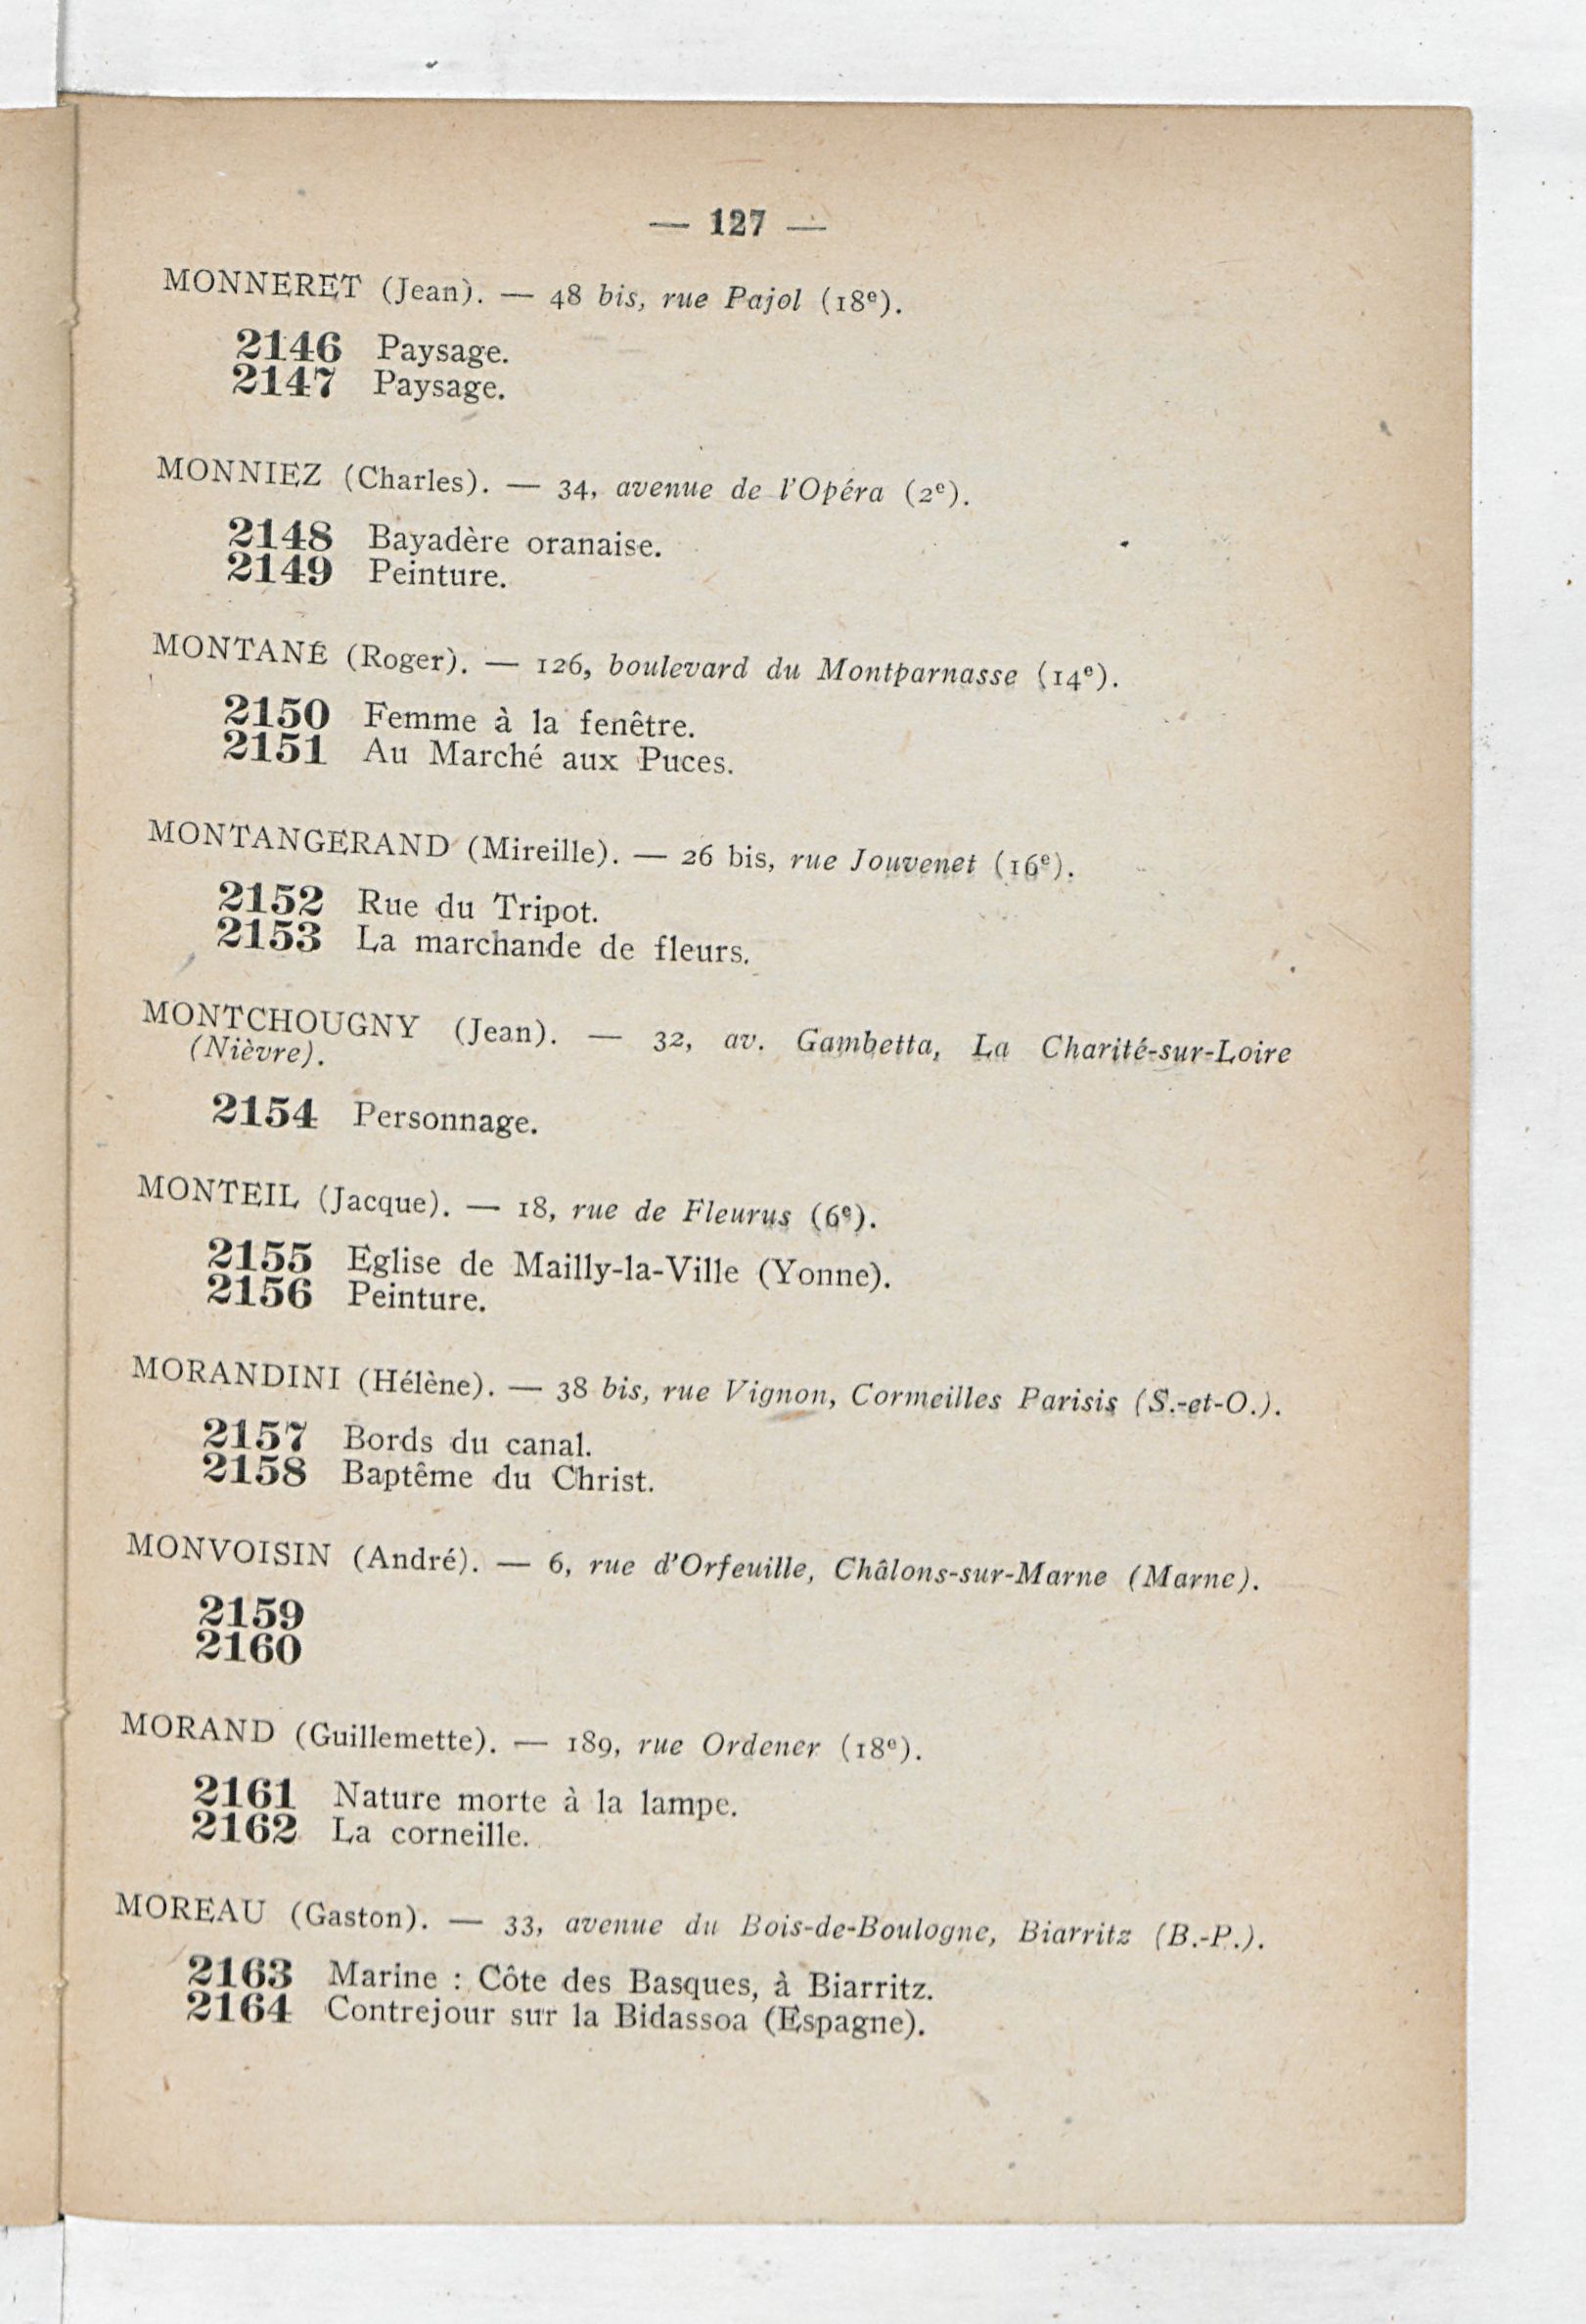 — 127 —
MONNERET (Jean). — 48 bis, rue Pajol (18e).
2146 Paysage.
2147 Paysage.
MONNIEZ (Charles). — 34, avenue de l'Opéra (2e).
2148 Bayadère oranaise.
2149 Peinture.
MONTANÉ (Roger). — 126, boulevard du Montparnasse (14e).
2150 Femme à la fenêtre.
2151 Au Marché aux Puces.
MONTANGERAND (Mireille). — 26 bis, rue Jouvenet (16e).
2152 Rue du Tripot.
2153 La marchande de fleurs.
MONTCHOUGNY (Jean). — 32, av. Gambetta, La Charité-sur-Loire
(Nièvre).
2154 Personnage.
MONTEIL (Jacque). — 18, rue de Fleurus (6e).
2155 Eglise de Mailly-la-Ville (Yonne).
2156 Peinture.
MORANDINI (Hélène). — 38 bis, rue Vignon, Cormeilles Parisis (S.-et-O.).
2157 Bords du canal.
2158 Baptême du Christ.
MONVOISIN (André). — 6, rue d'Orfeuille, Châlons-sur-Marne (Marne).
2159
2160
MORAND (Guillemette). — 189, rue Ordener (18e).
2161 Nature morte à la lampe.
2162 La corneille.
MOREAU (Gaston). — 33, avenue du Bois-de-Boulogne, Biarritz (B.-P.).
2163 Marine : Côte des Basques, à Biarritz.
2164 Contrejour sur la Bidassoa (Espagne).